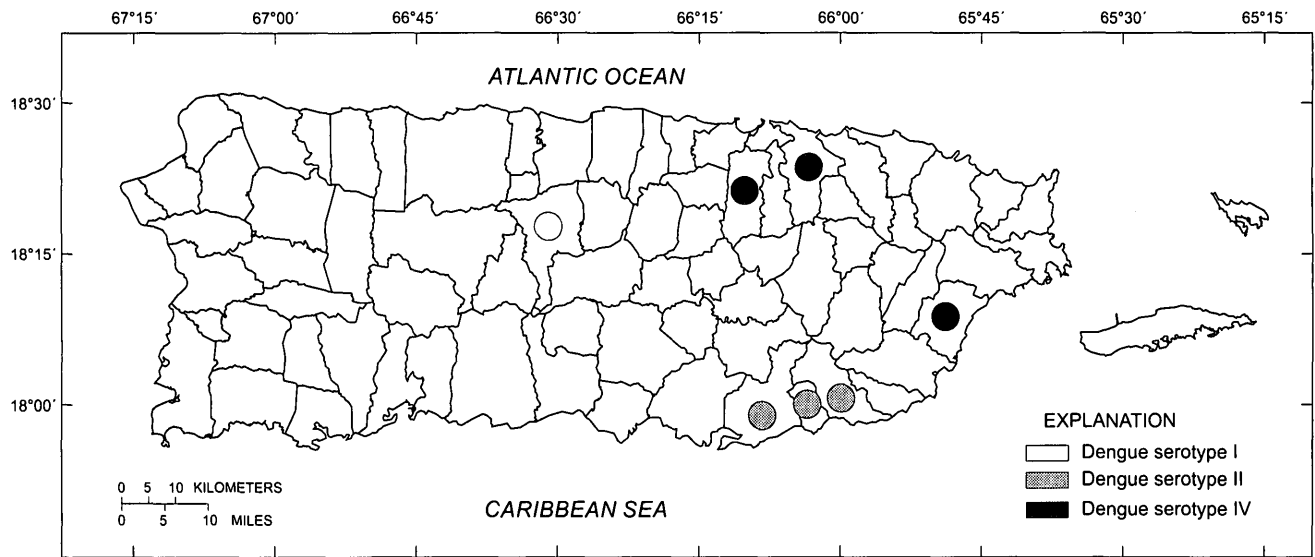 67°15′ 67°00′ 66°45′ 66°30′ 66°15′ 66°00′ 65°45′ 65°30′ 65°15′
ATLANTIC OCEAN
18°30′
18°15′
18°00′
EXPLANATION
Dengue serotype I
Dengue serotype II
Dengue serotype IV
0 5 10 KILOMETERS
0 5 10 MILES
CARIBBEAN SEA